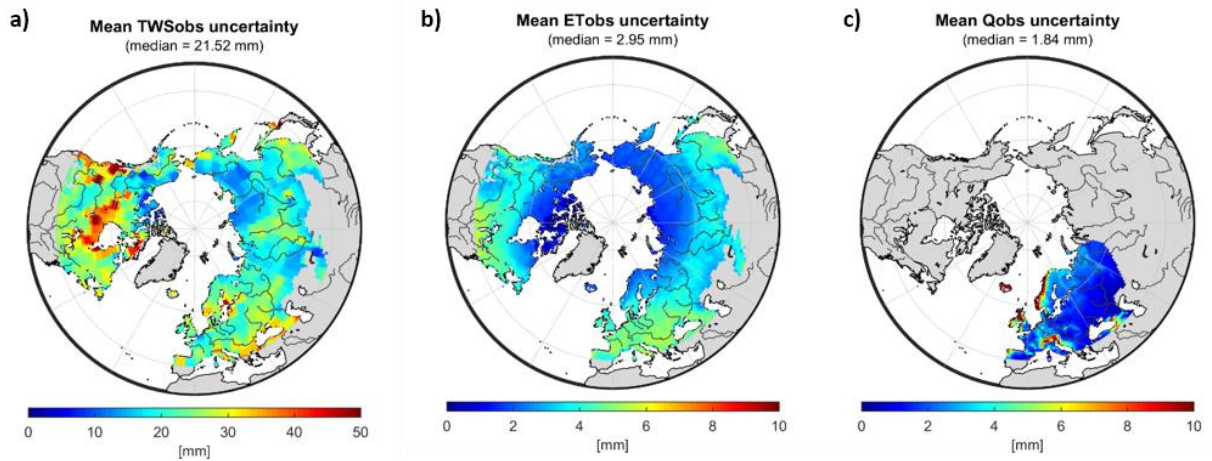 a)
Mean TWSobs uncertainty
(median = 21.52 mm)
0 10 20 30 40 50
[mm]
b)
Mean ETobs uncertainty
(median = 2.95 mm)
0 2 4 6 8 10
[mm]
c)
Mean Qobs uncertainty
(median = 1.84 mm)
0 2 4 6 8 10
[mm]